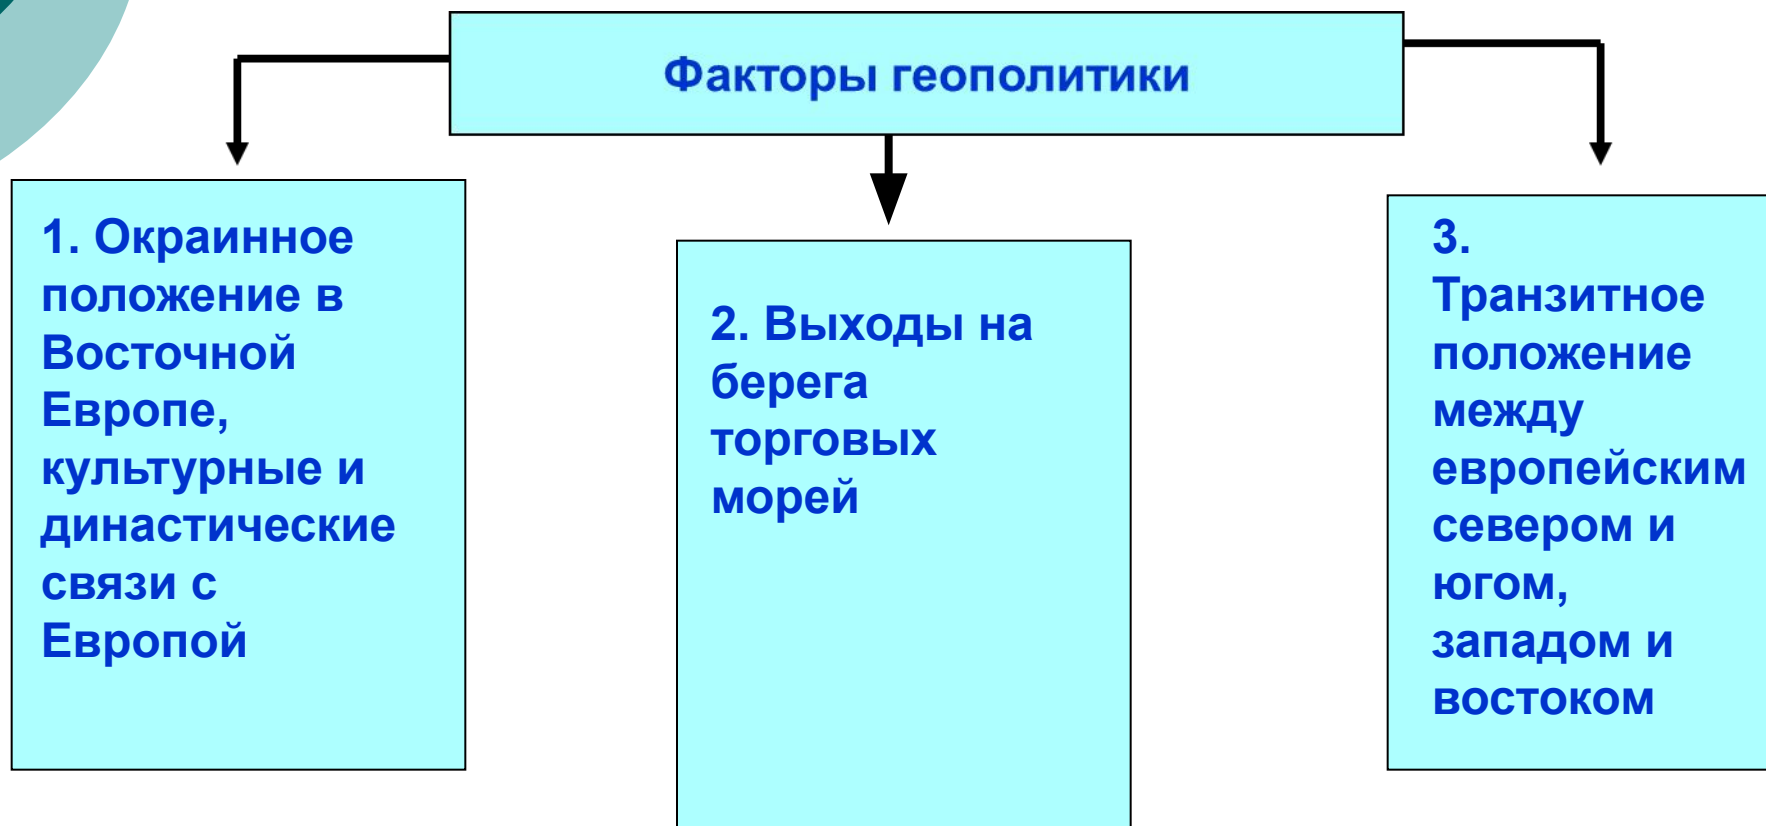 Факторы геополитики
1. Окраинное
положение в
Восточной
Европе,
культурные и
династические
связи с
Европой
2. Выходы на
берега
торговых
морей
3.
Транзитное
положение
между
европейским
севером и
югом,
западом и
востоком